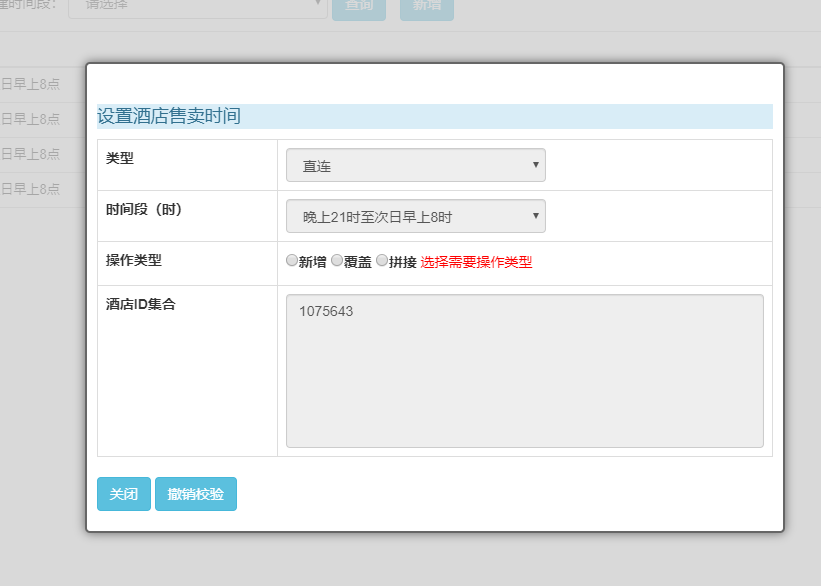 请选择 查询 新增
日早上8点
日早上8点
日早上8点
日早上8点
设置酒店售卖时间
类型 直连
时间段（时） 晚上21时至次日早上8时
操作类型 新增 覆盖 拼接 选择需要操作类型
酒店ID集合 1075643
关闭 撤销校验